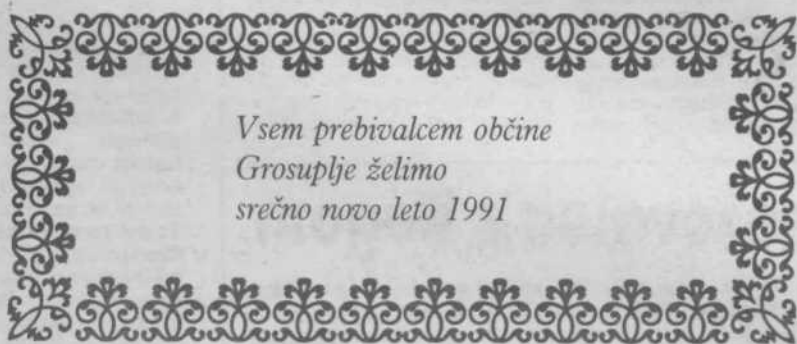 Vsem prebivalcem občine
Grosuplje želimo
srečno novo leto 1991